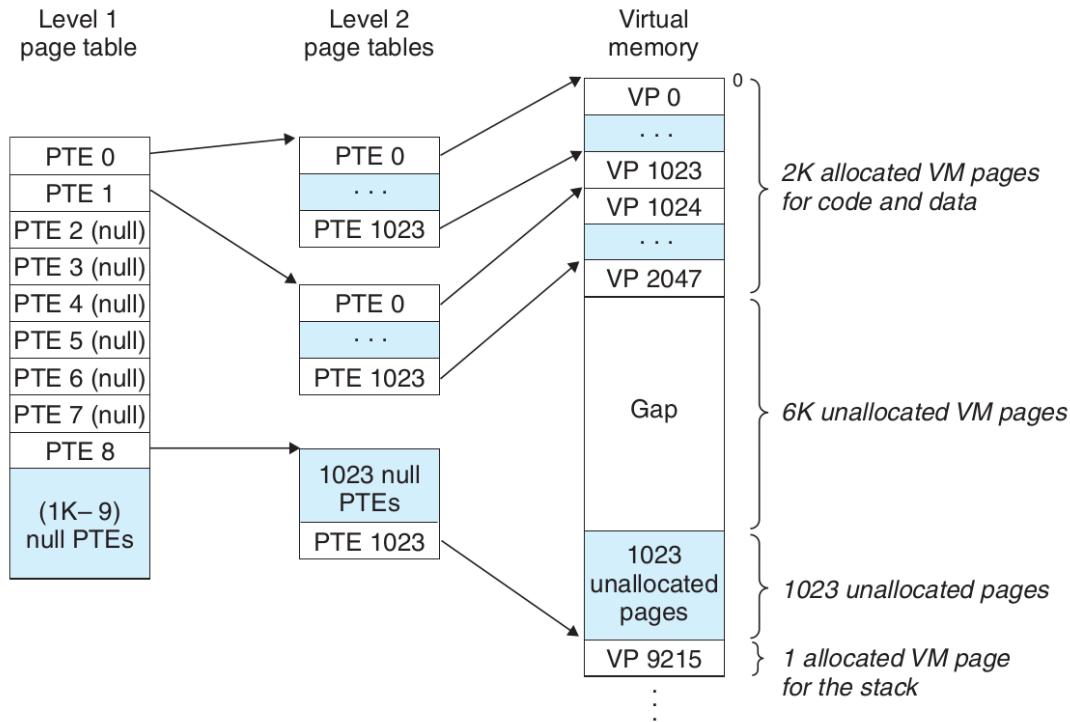 Level 1
page table
Level 2
page tables
Virtual
memory
PTE 0
PTE 1
PTE 2 (null)
PTE 3 (null)
PTE 4 (null)
PTE 5 (null)
PTE 6 (null)
PTE 7 (null)
PTE 8
(1K– 9)
null PTEs
PTE 0
. . .
PTE 1023
PTE 0
. . .
PTE 1023
1023 null
PTEs
PTE 1023
0
VP 0
. . .
VP 1023
VP 1024
. . .
VP 2047
Gap
1023
unallocated
pages
VP 9215
. . .
2K allocated VM pages
for code and data
6K unallocated VM pages
1023 unallocated pages
1 allocated VM page
for the stack